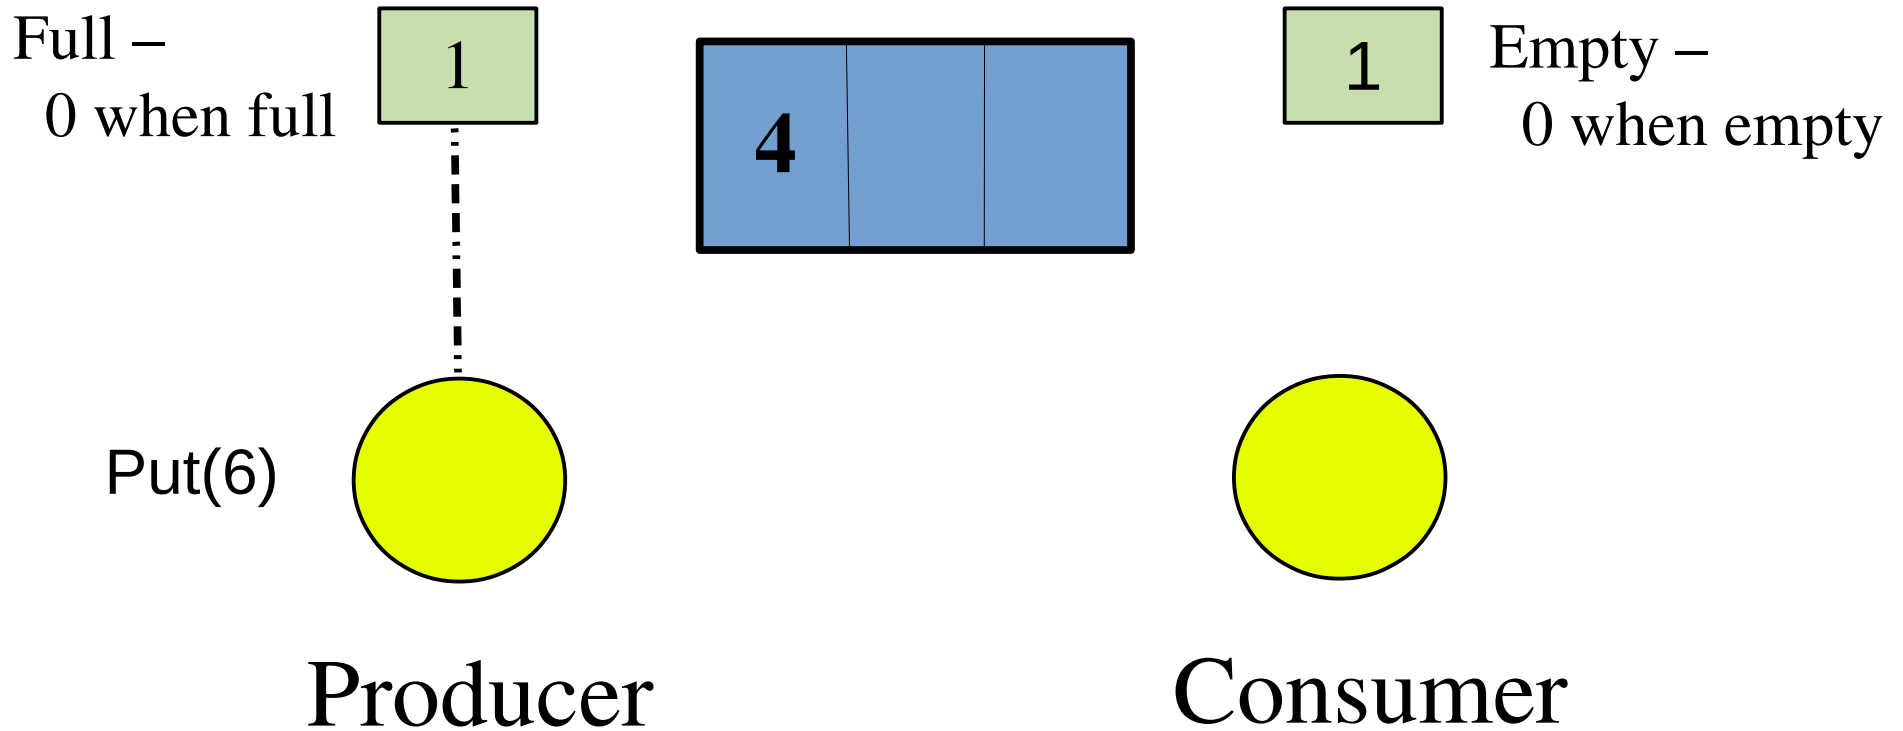 Full –
0 when full
1
4
1
Empty –
0 when empty
Put(6)
Producer
Consumer